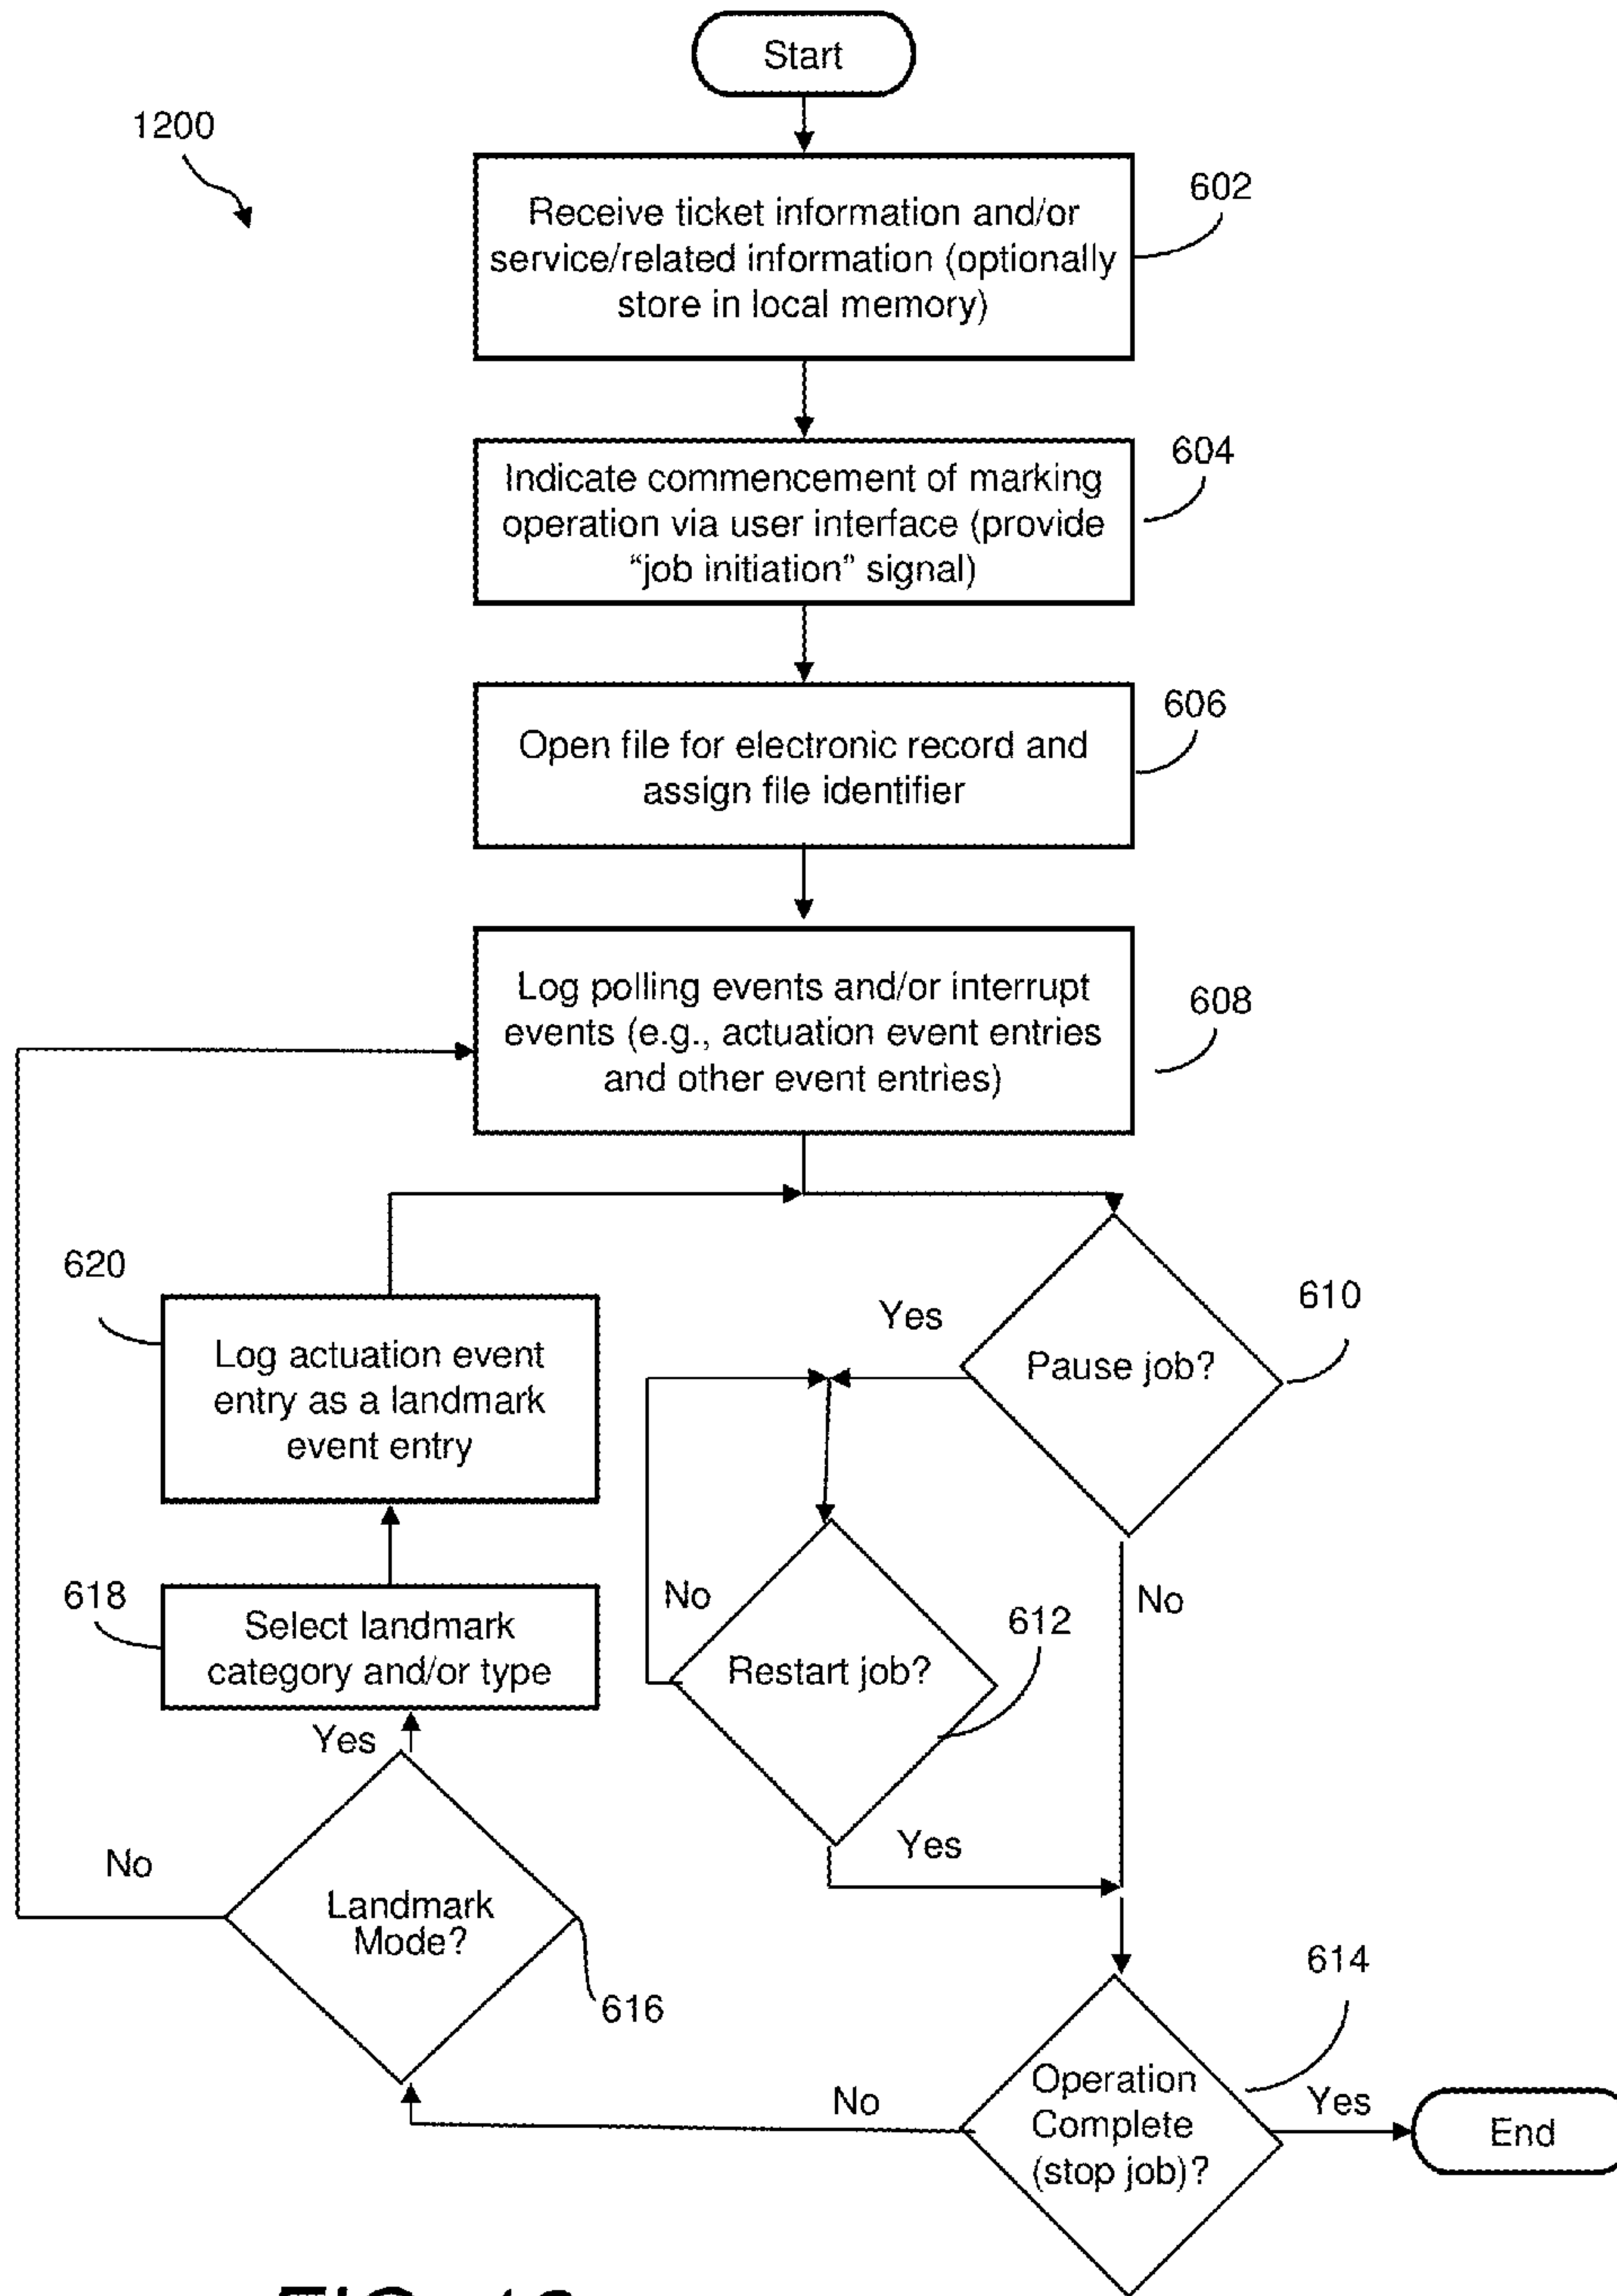 Start
1200
602
Receive ticket information and/or
service/related information (optionally
store in local memory)
604
Indicate commencement of marking
operation via user interface (provide
“job initiation” signal)
606
Open file for electronic record and
assign file identifier
608
Log polling events and/or interrupt
events (e.g., actuation event entries
and other event entries)
620
Log actuation event
entry as a landmark
event entry
610
Yes
Pause job?
No
618
Select landmark
category and/or type
No
612
Restart job?
Yes
Yes
No
Landmark
Mode?
616
614
Operation
Complete
(stop job)?
No
Yes
End